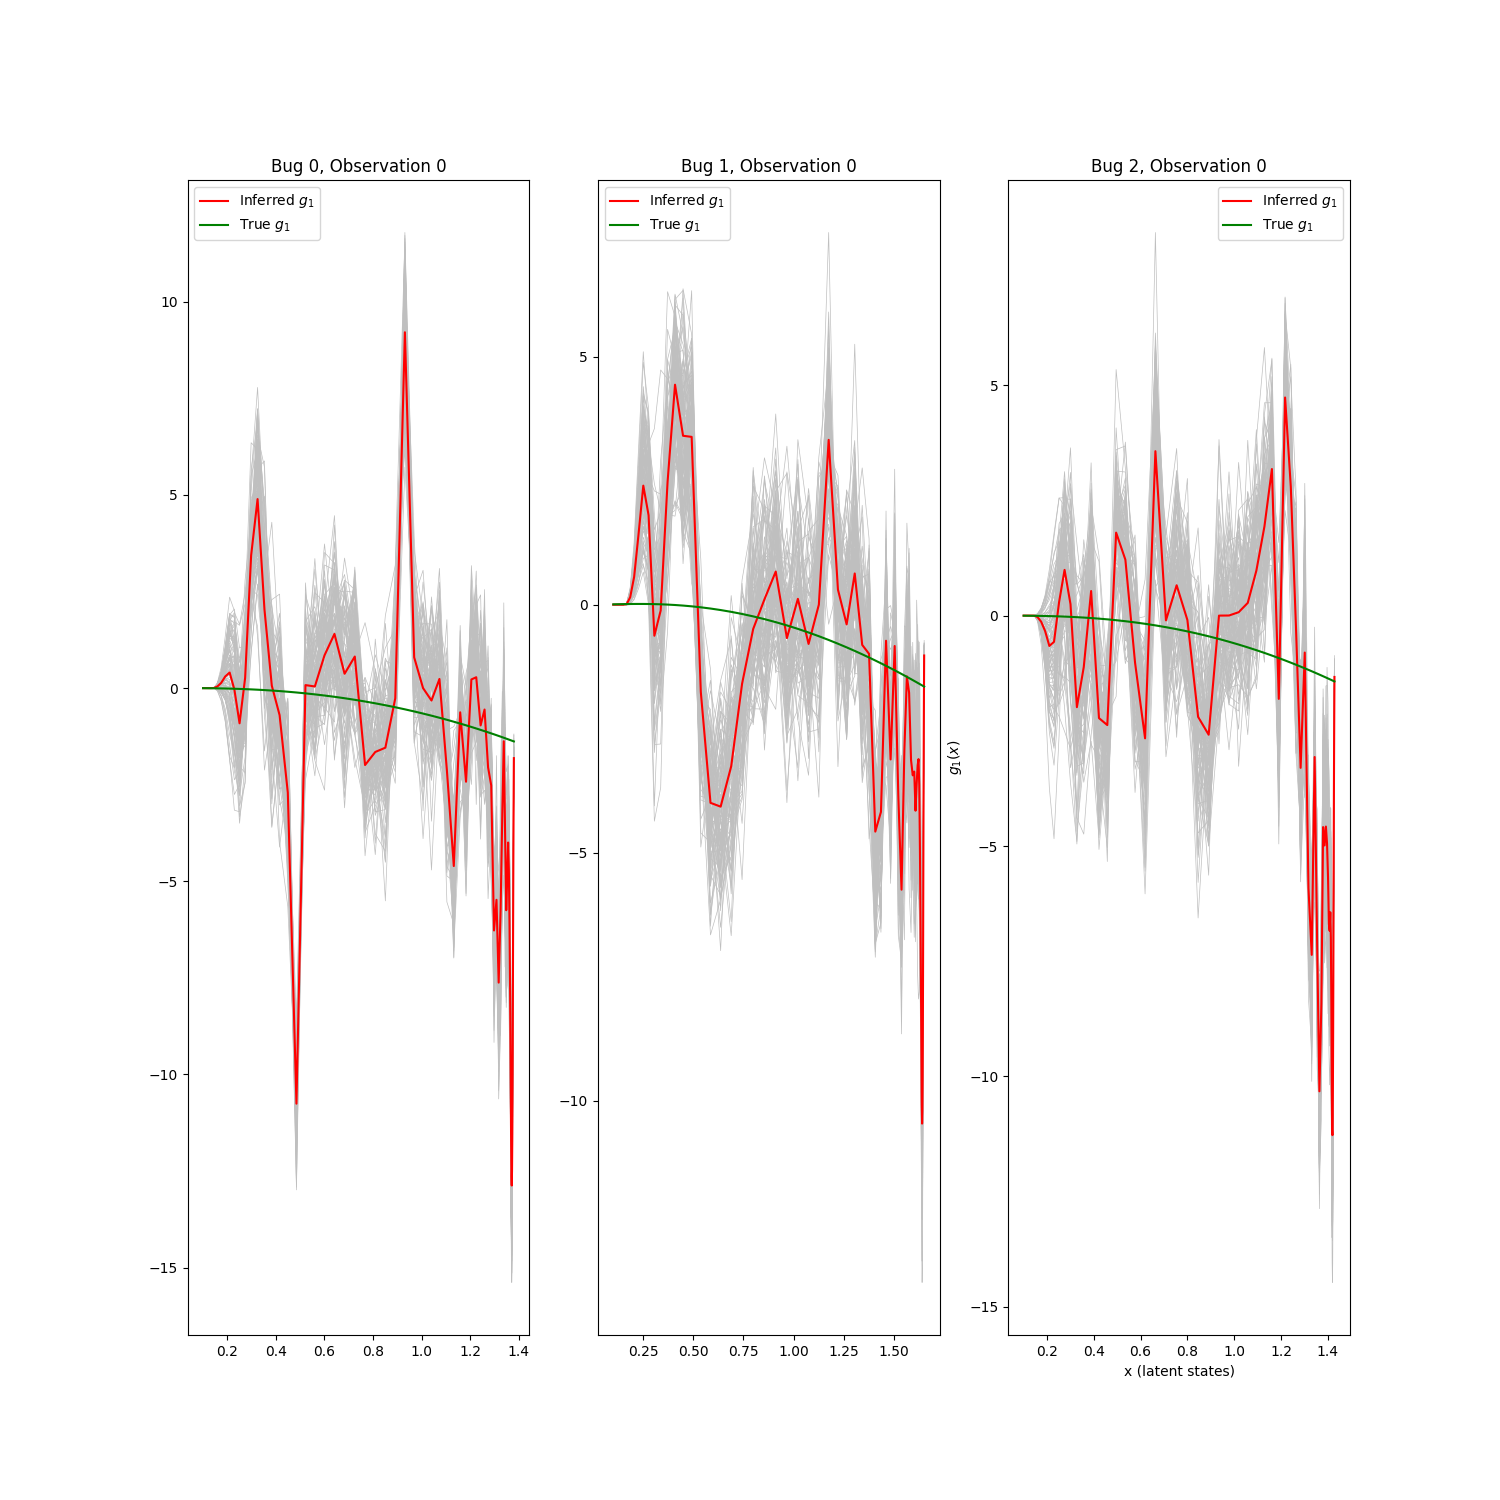 Bug 0, Observation 0
Inferred g₁
True g₁
10
5
0
−5
−10
−15
0.2 0.4 0.6 0.8 1.0 1.2 1.4
Bug 1, Observation 0
Inferred g₁
True g₁
5
0
−5
−10
0.25 0.50 0.75 1.00 1.25 1.50
Bug 2, Observation 0
Inferred g₁
True g₁
g₁(x)
5
0
−5
−10
−15
0.2 0.4 0.6 0.8 1.0 1.2 1.4
x (latent states)